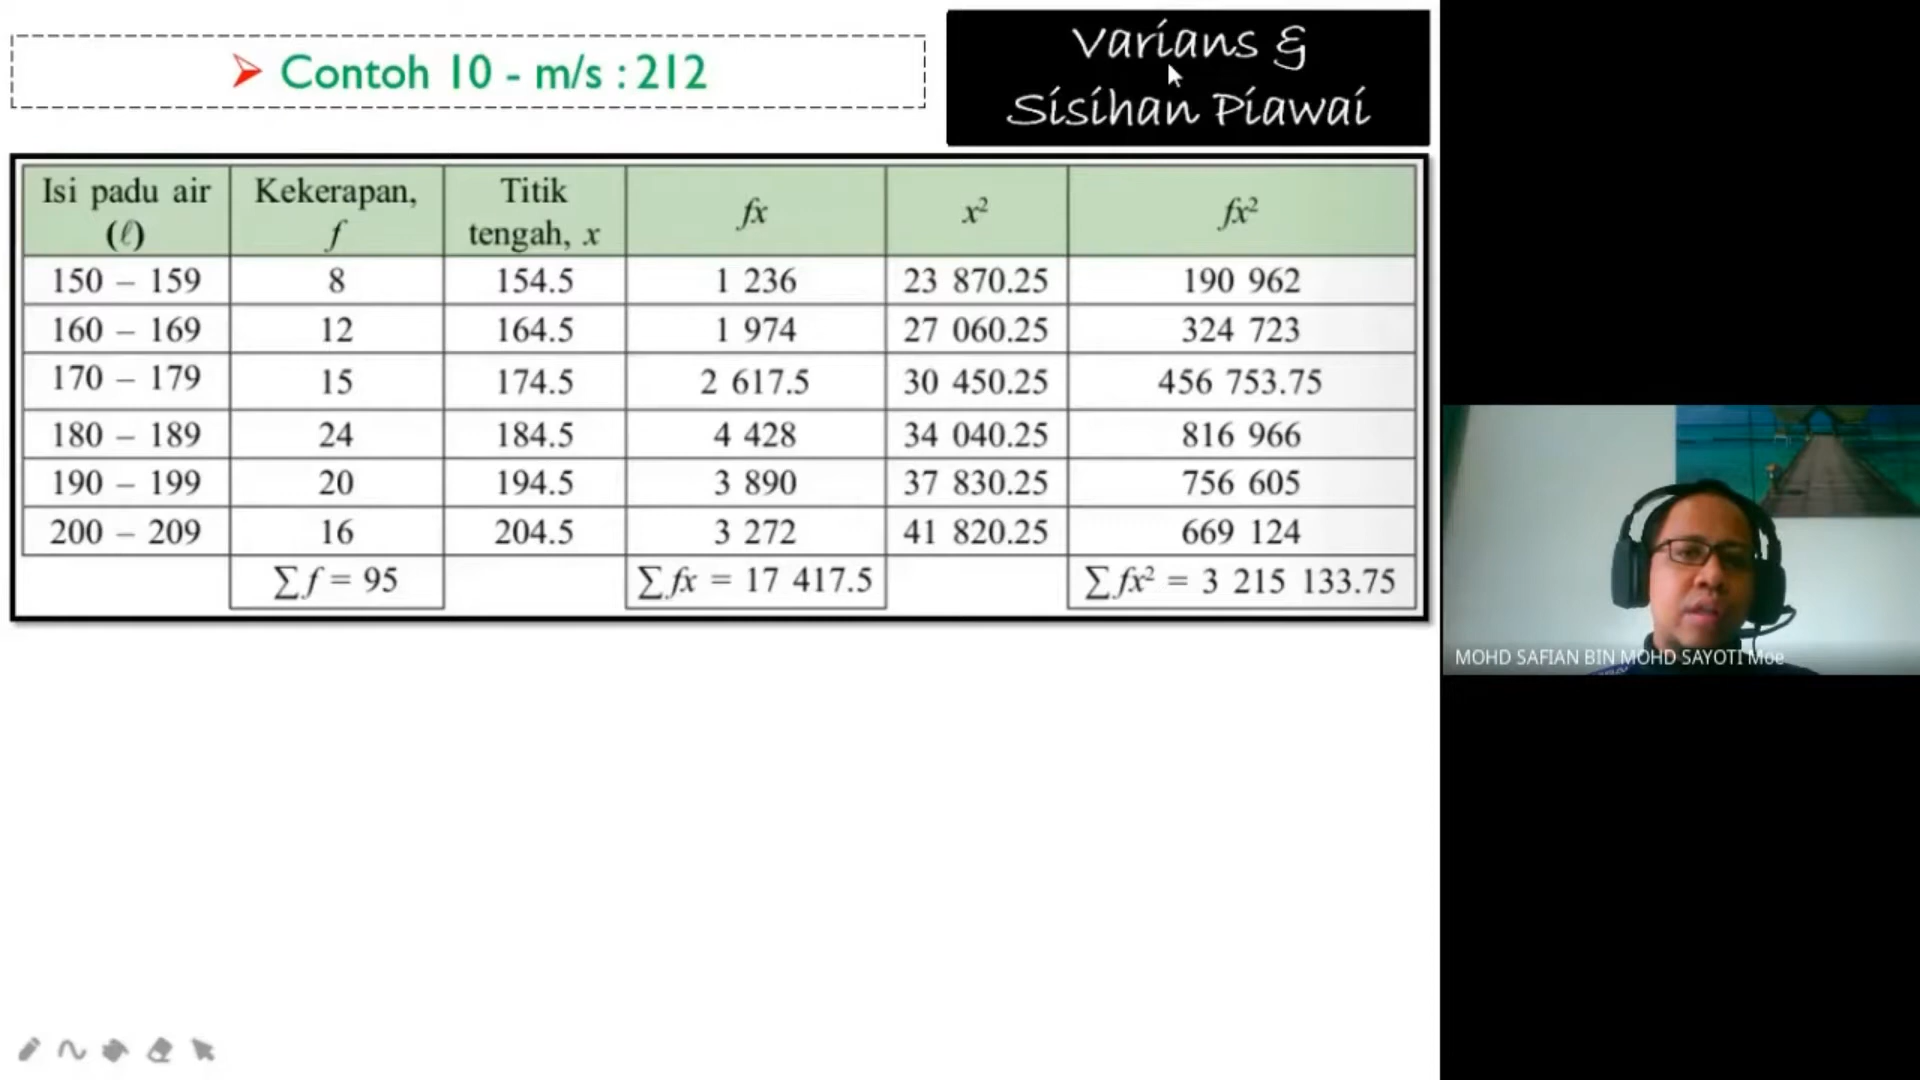 ➢ Contoh 10 - m/s : 212
Varians &
Sisihan Piawai
Isi padu air (ℓ) | Kekerapan, f | Titik tengah, x | fx | x² | fx²
150 – 159 | 8 | 154.5 | 1 236 | 23 870.25 | 190 962
160 – 169 | 12 | 164.5 | 1 974 | 27 060.25 | 324 723
170 – 179 | 15 | 174.5 | 2 617.5 | 30 450.25 | 456 753.75
180 – 189 | 24 | 184.5 | 4 428 | 34 040.25 | 816 966
190 – 199 | 20 | 194.5 | 3 890 | 37 830.25 | 756 605
200 – 209 | 16 | 204.5 | 3 272 | 41 820.25 | 669 124
∑f = 95 | ∑fx = 17 417.5 | ∑fx² = 3 215 133.75
MOHD SAFIAN BIN MOHD SAYOTI Moe